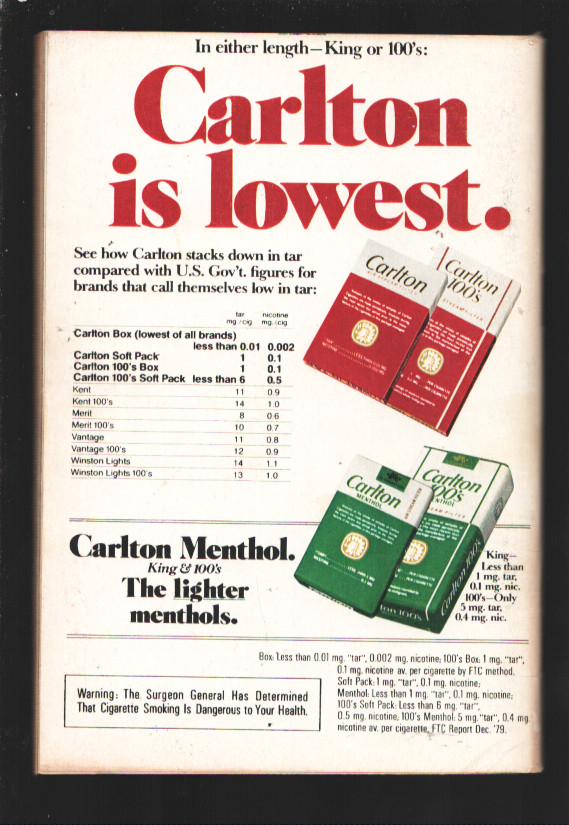 In either length—King or 100's:
Carlton
is lowest.
See how Carlton stacks down in tar
compared with U.S. Gov't. figures for
brands that call themselves low in tar:
tar nicotine
mg./cig mg./cig
Carlton Box (lowest of all brands)
less than 0.01 0.002
Carlton Soft Pack 1 0.1
Carlton 100's Box 1 0.1
Carlton 100's Soft Pack less than 6 0.5
Kent 11 0.9
Kent 100's 14 1.0
Merit 8 0.6
Merit 100's 10 0.7
Vantage 11 0.8
Vantage 100's 12 0.9
Winston Lights 14 1.1
Winston Lights 100's 13 1.0
Carlton
Carlton
100's
Carlton
MENTHOL
Carlton
100's
MENTHOL
Carlton 100's
Carlton Menthol.
King & 100's
The lighter
menthols.
King—
Less than
1 mg. tar,
0.1 mg. nic.
100's—Only
5 mg. tar,
0.4 mg. nic.
Box: Less than 0.01 mg. "tar", 0.002 mg. nicotine; 100's Box: 1 mg. "tar",
0.1 mg. nicotine av. per cigarette by FTC method.
Soft Pack: 1 mg. "tar", 0.1 mg. nicotine;
Menthol: Less than 1 mg. "tar", 0.1 mg. nicotine;
100's Soft Pack: Less than 6 mg. "tar",
0.5 mg. nicotine; 100's Menthol: 5 mg. "tar", 0.4 mg.
nicotine av. per cigarette, FTC Report Dec. '79.
Warning: The Surgeon General Has Determined
That Cigarette Smoking Is Dangerous to Your Health.